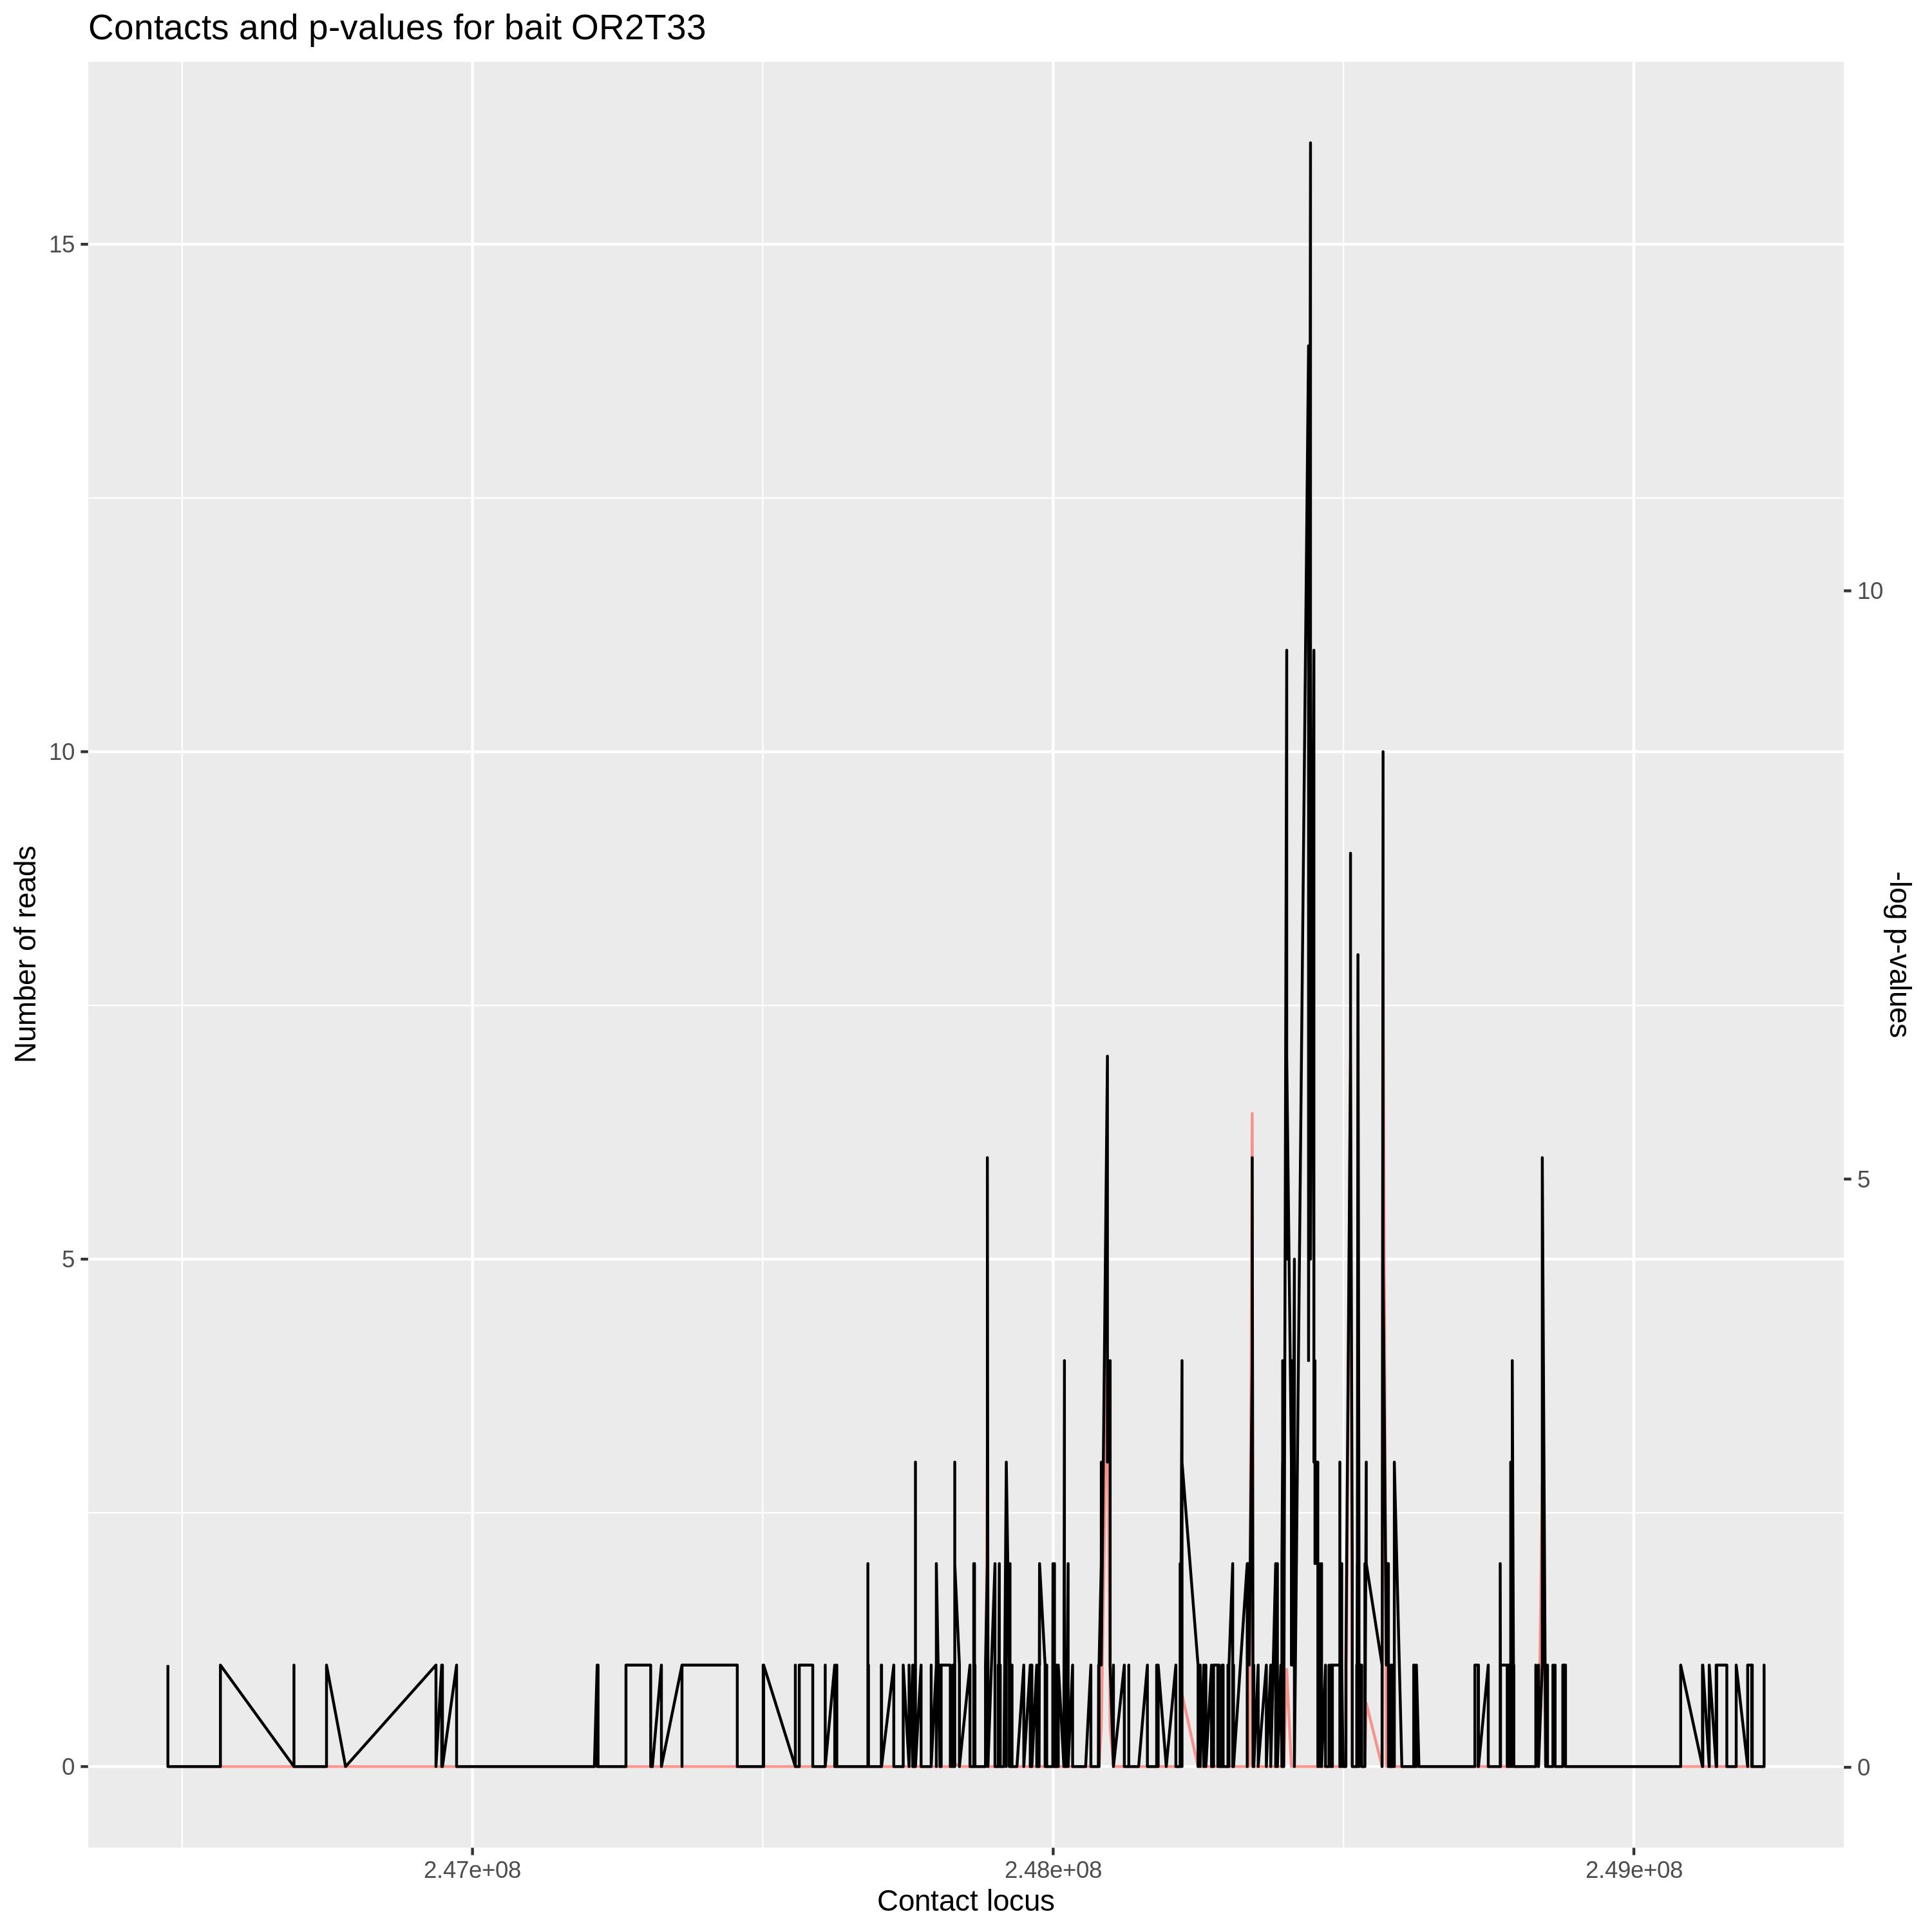 Contacts and p-values for bait OR2T33
15
10
5
0
Number of reads
10
5
0
-log p-values
2.47e+08
2.48e+08
2.49e+08
Contact locus